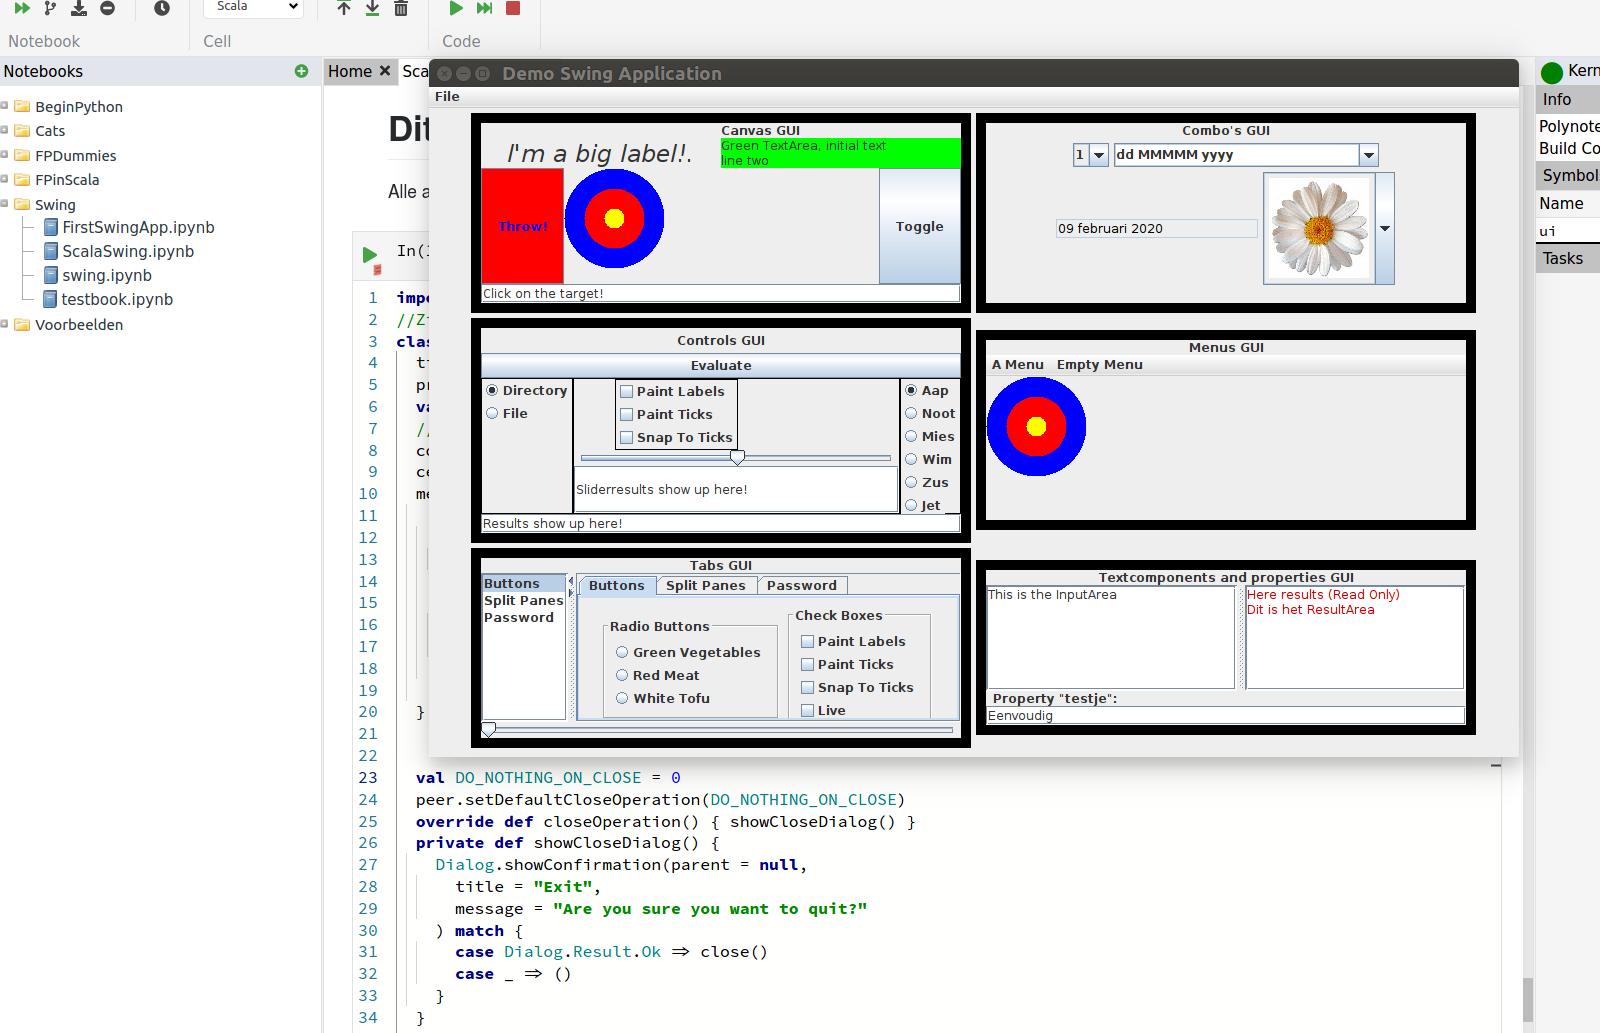 Scala
Notebook
Cell
Code
Notebooks
Home
Sca
Demo Swing Application
Kern
File
Info
BeginPython
Cats
FPDummies
FPinScala
Swing
FirstSwingApp.ipynb
ScalaSwing.ipynb
swing.ipynb
testbook.ipynb
Voorbeelden
Dit
Alle a
In(1
Canvas GUI
I'm a big label!.
Green TextArea, initial text
line two
Throw!
Toggle
Click on the target!
Combo's GUI
1
dd MMMMM yyyy
09 februari 2020
Polynote
Build Co
Symbols
Name
ui
Tasks
Controls GUI
Evaluate
Directory
File
Paint Labels
Paint Ticks
Snap To Ticks
Sliderresults show up here!
Results show up here!
Aap
Noot
Mies
Wim
Zus
Jet
Menus GUI
A Menu Empty Menu
Tabs GUI
Buttons
Split Panes
Password
Buttons Split Panes Password
Radio Buttons
Green Vegetables
Red Meat
White Tofu
Check Boxes
Paint Labels
Paint Ticks
Snap To Ticks
Live
Textcomponents and properties GUI
This is the InputArea
Here results (Read Only)
Dit is het ResultArea
Property "testje":
Eenvoudig
1 impo
2 //Z
3 clas
4 ti
5 pr
6 va
7 //
8 co
9 ce
10 me
11
12
13
14
15
16
17
18
19
20 }
21
22
23 val DO_NOTHING_ON_CLOSE = 0
24 peer.setDefaultCloseOperation(DO_NOTHING_ON_CLOSE)
25 override def closeOperation() { showCloseDialog() }
26 private def showCloseDialog() {
27 Dialog.showConfirmation(parent = null,
28 title = "Exit",
29 message = "Are you sure you want to quit?"
30 ) match {
31 case Dialog.Result.Ok => close()
32 case _ => ()
33 }
34 }